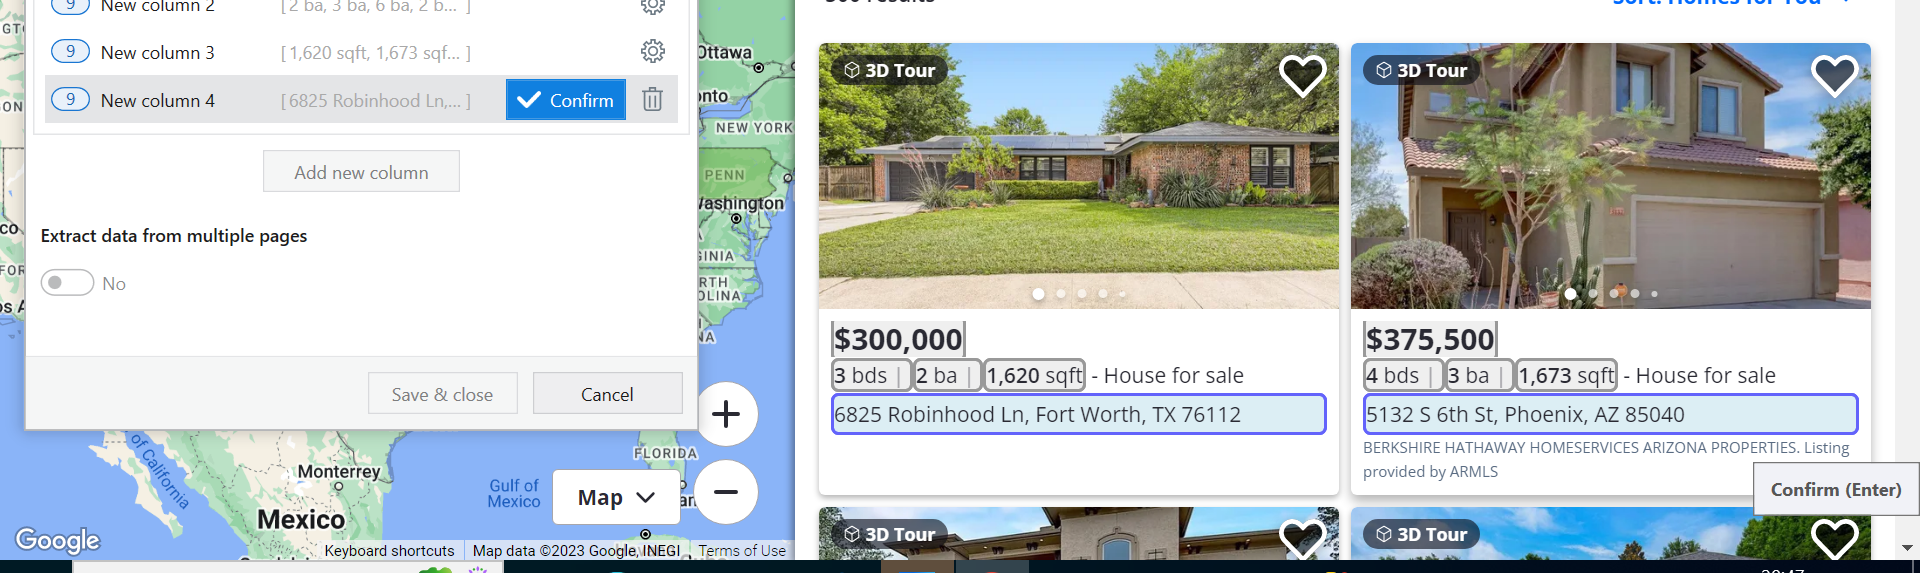 9 New column 2 [ 2 ba, 3 ba, 6 ba, 2 b... ]
9 New column 3 [ 1,620 sqft, 1,673 sqf... ]
9 New column 4 [ 6825 Robinhood Ln,... ] Confirm
Add new column
Extract data from multiple pages
No
Save & close Cancel
Ottawa
NEW YORK
PENN
Washington
FLORIDA
of California
Monterrey
Gulf of
Mexico
Map
Mexico
Google
Keyboard shortcuts Map data ©2023 Google, INEGI Terms of Use
Sort: Homes for You
3D Tour
$300,000
3 bds | 2 ba | 1,620 sqft - House for sale
6825 Robinhood Ln, Fort Worth, TX 76112
3D Tour
$375,500
4 bds | 3 ba | 1,673 sqft - House for sale
5132 S 6th St, Phoenix, AZ 85040
BERKSHIRE HATHAWAY HOMESERVICES ARIZONA PROPERTIES. Listing
provided by ARMLS
Confirm (Enter)
3D Tour
3D Tour